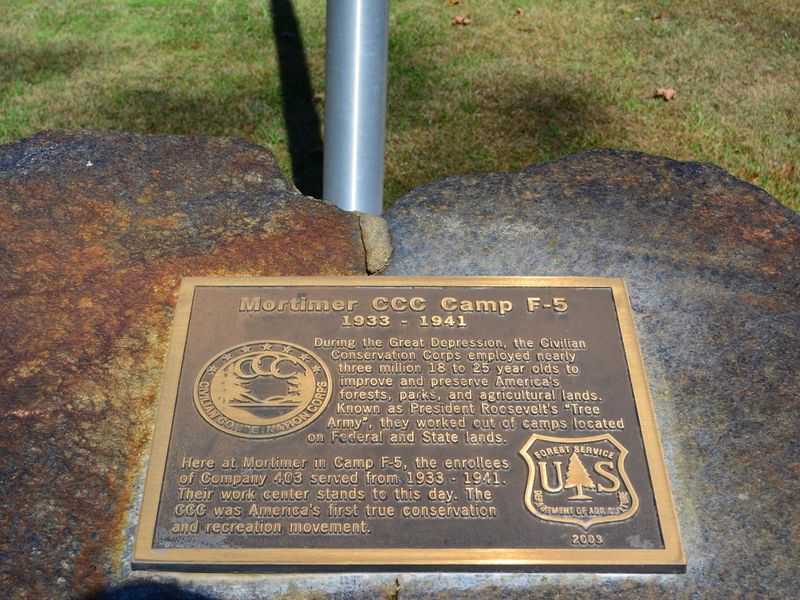 Mortimer CCC Camp F-5
1933 - 1941
During the Great Depression, the Civilian
Conservation Corps employed nearly
three million 18 to 25 year olds to
improve and preserve America's
forests, parks, and agricultural lands.
Known as President Roosevelt's "Tree
Army", they worked out of camps located
on Federal and State lands.
CCC
CIVILIAN CONSERVATION CORPS
Here at Mortimer in Camp F-5, the enrollees
of Company 403 served from 1933 - 1941.
Their work center stands to this day. The
CCC was America's first true conservation
and recreation movement.
FOREST SERVICE
U S
DEPARTMENT OF AGRICULTURE
2003